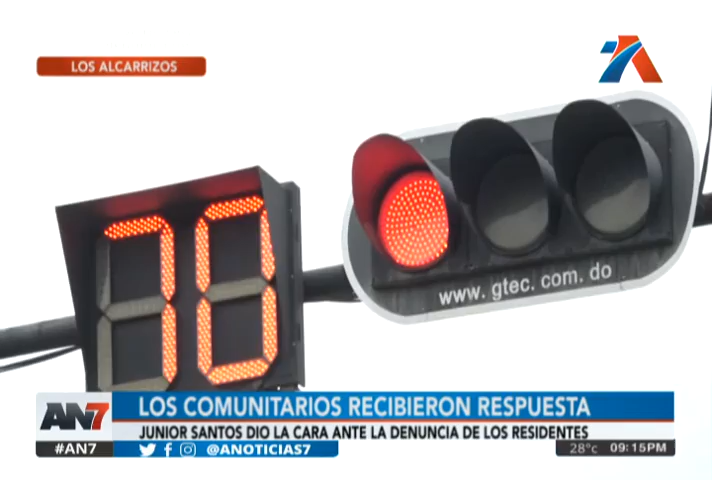 LOS ALCARRIZOS
70
www.gtec.com.do
AN7
LOS COMUNITARIOS RECIBIERON RESPUESTA
JUNIOR SANTOS DIO LA CARA ANTE LA DENUNCIA DE LOS RESIDENTES
#AN7
@ANOTICIAS7
28°c 09:15PM